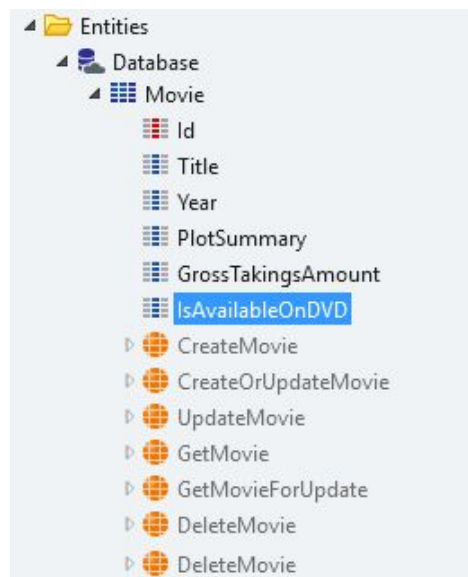 Entities
Database
Movie
Id
Title
Year
PlotSummary
GrossTakingsAmount
IsAvailableOnDVD
CreateMovie
CreateOrUpdateMovie
UpdateMovie
GetMovie
GetMovieForUpdate
DeleteMovie
DeleteMovie